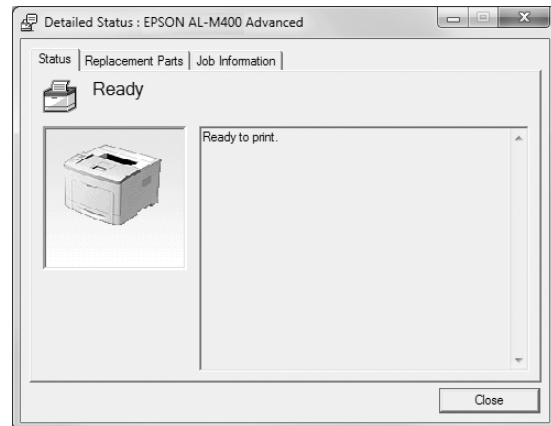 Detailed Status : EPSON AL-M400 Advanced
Status Replacement Parts Job Information
Ready
Ready to print.
Close